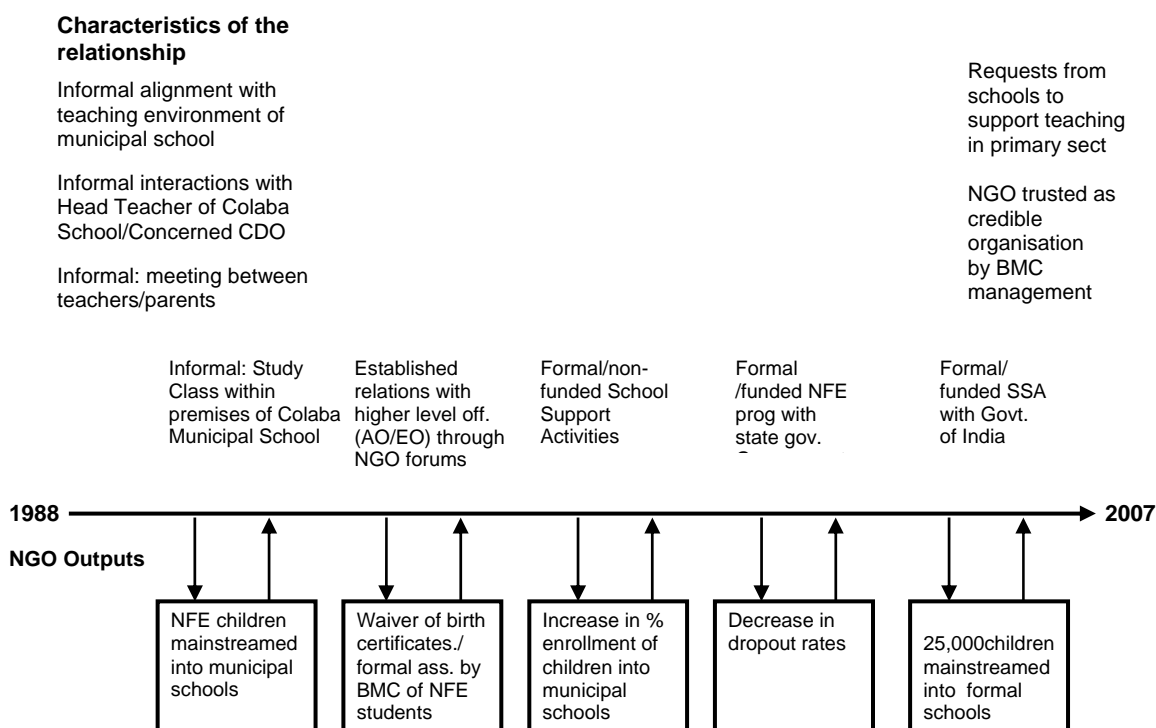 Characteristics of the
relationship
Informal alignment with
teaching environment of
municipal school
Informal interactions with
Head Teacher of Colaba
School/Concerned CDO
Informal: meeting between
teachers/parents
Requests from
schools to
support teaching
in primary sect
NGO trusted as
credible
organisation
by BMC
management
Informal: Study
Class within
premises of Colaba
Municipal School
Established
relations with
higher level off.
(AO/EO) through
NGO forums
Formal/non-
funded School
Support
Activities
Formal
/funded NFE
prog with
state gov.
Formal/
funded SSA
with Govt.
of India
1988
2007
NGO Outputs
NFE children
mainstreamed
into municipal
schools
Waiver of birth
certificates./
formal ass. by
BMC of NFE
students
Increase in %
enrollment of
children into
municipal
schools
Decrease in
dropout rates
25,000children
mainstreamed
into formal
schools